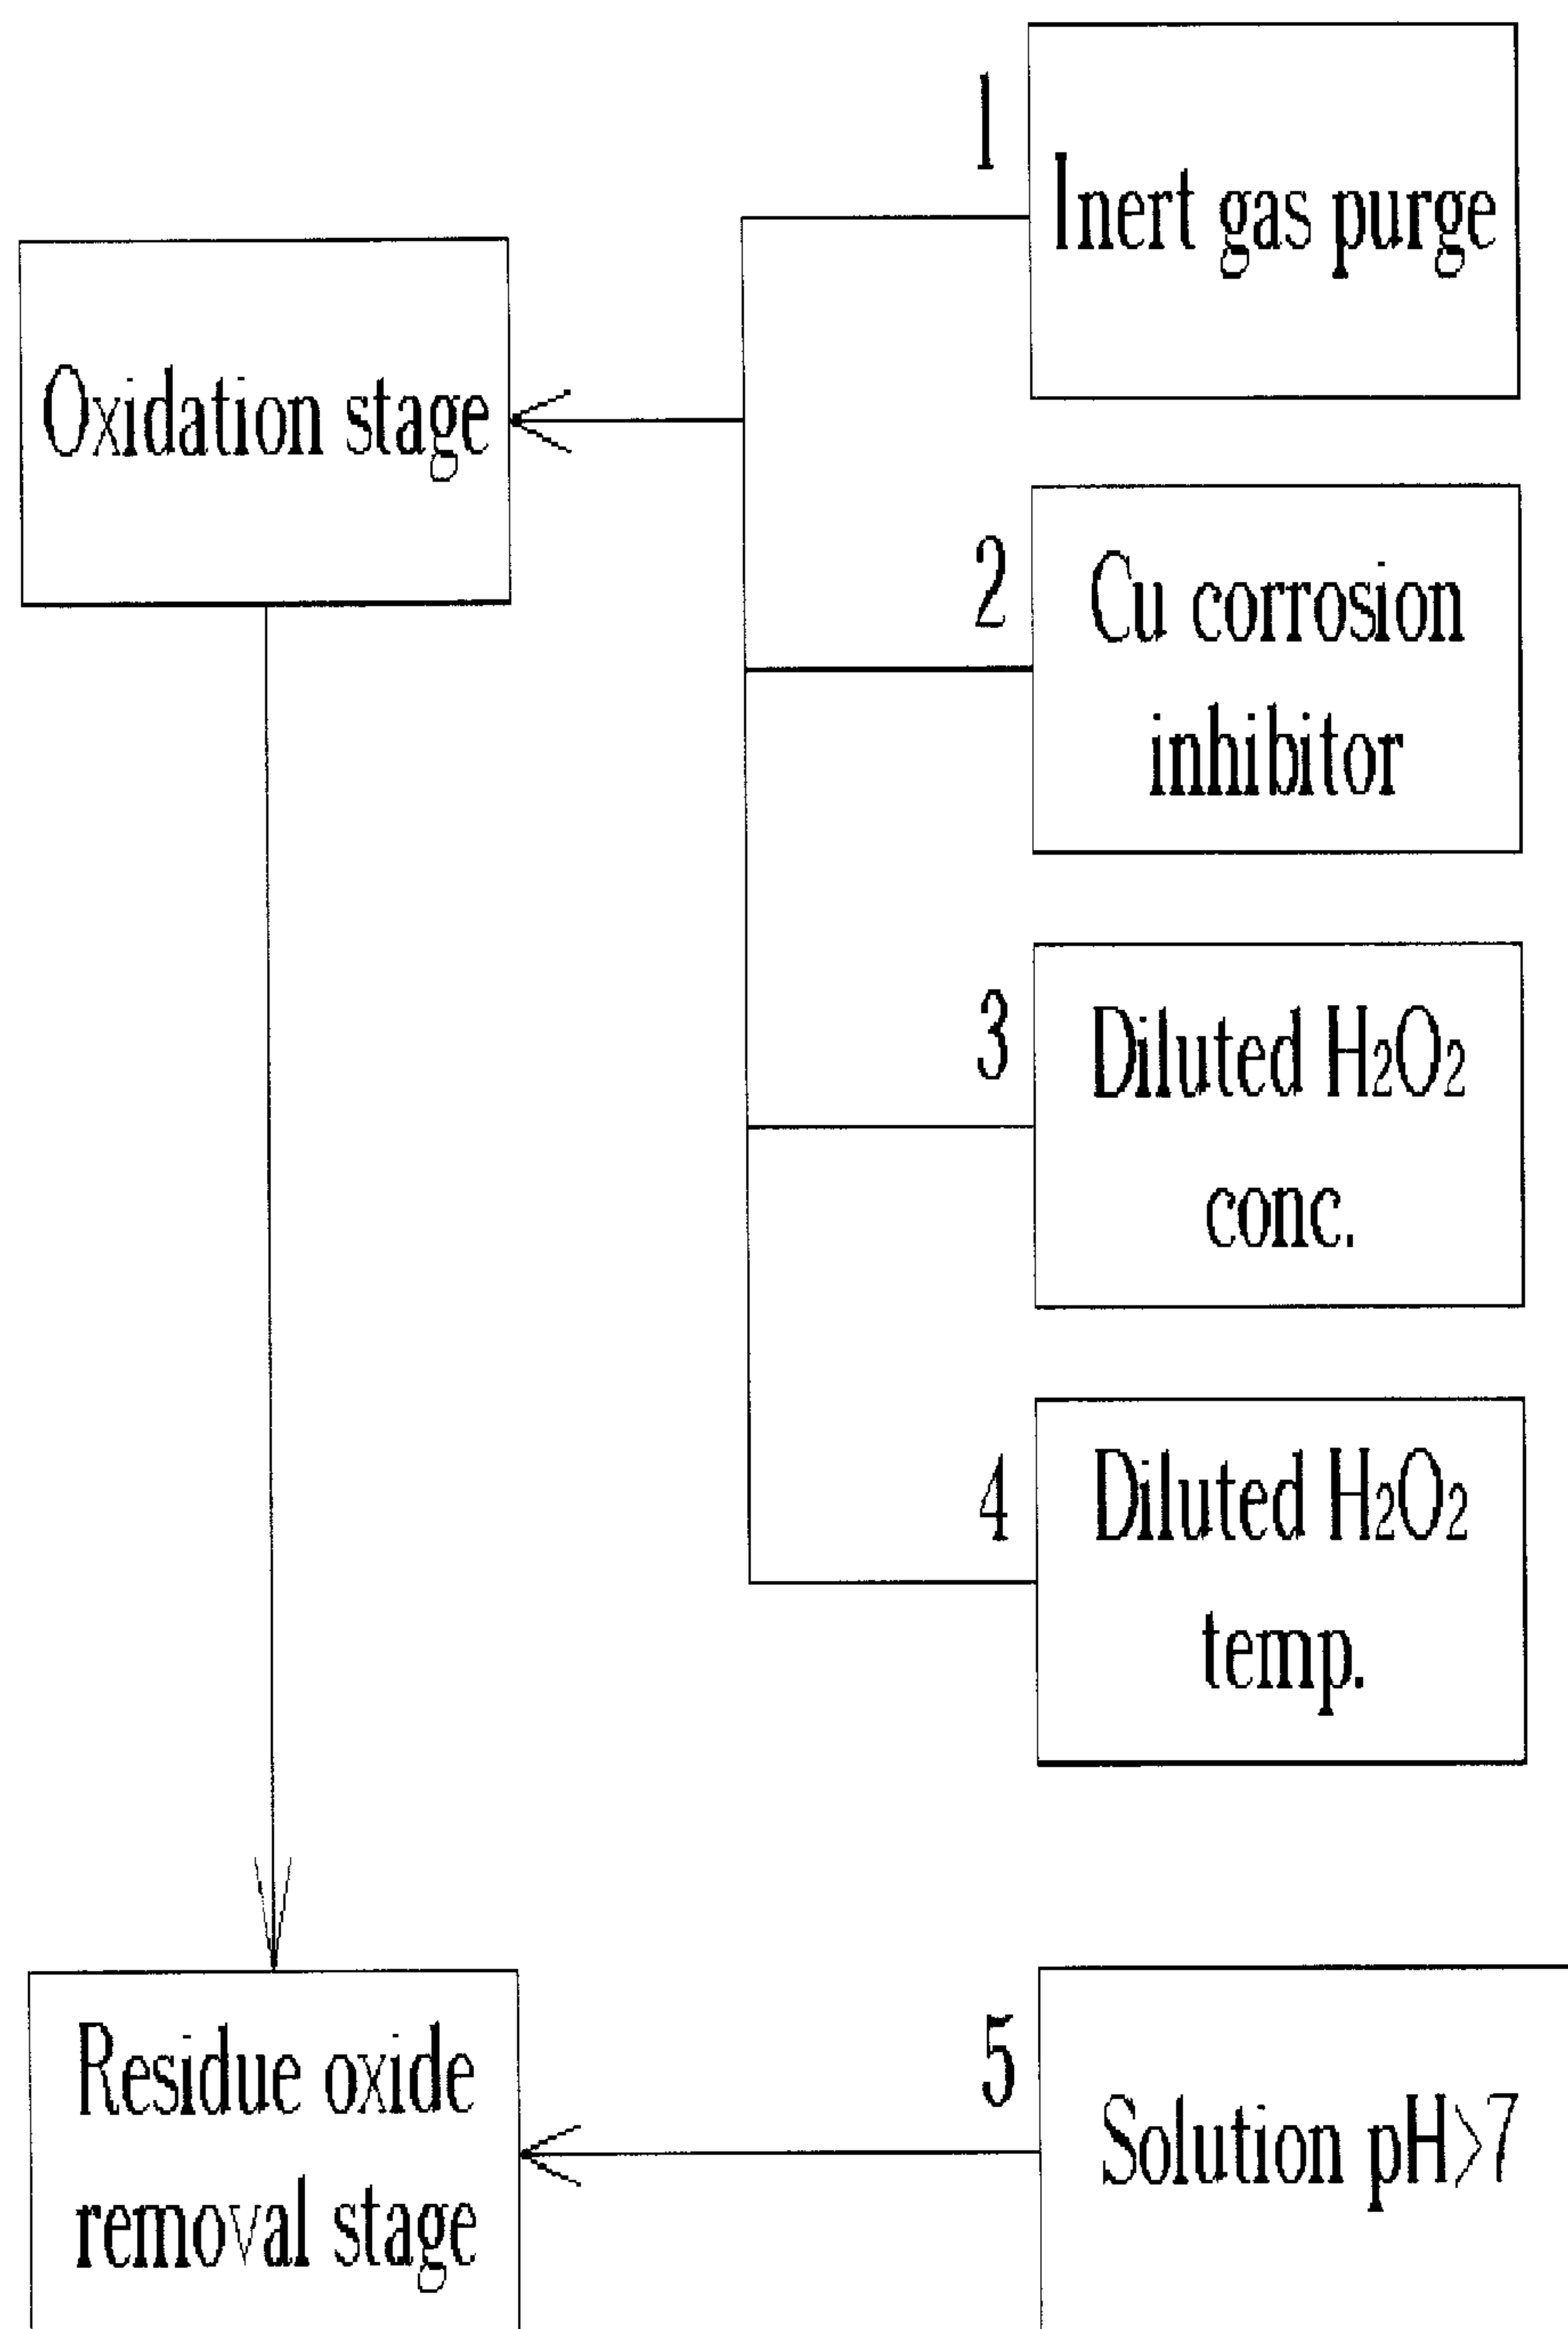 1
Inert gas purge
Oxidation stage
2
Cu corrosion
inhibitor
3
Diluted H₂O₂
conc.
4
Diluted H₂O₂
temp.
Residue oxide
removal stage
5
Solution pH>7